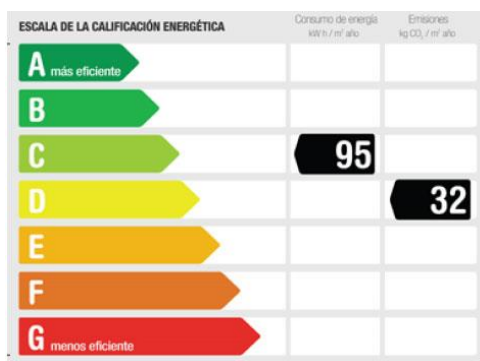 ESCALA DE LA CALIFICACIÓN ENERGÉTICA
Consumo de energía
kW h / m² año
Emisiones
kg CO₂ / m² año
A más eficiente
B
C
95
D
32
E
F
G menos eficiente